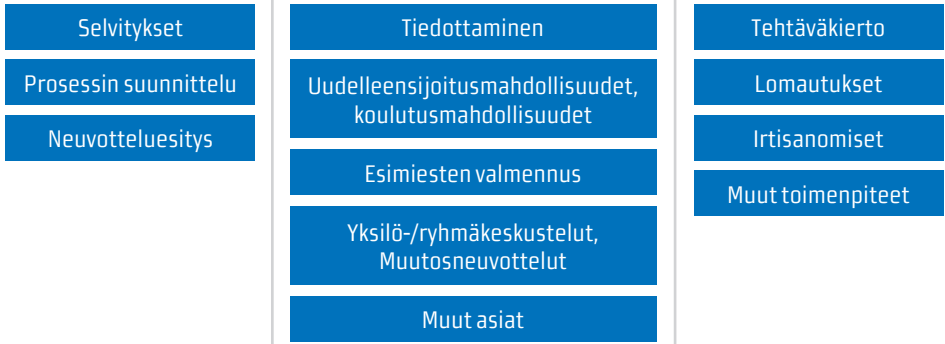 Selvitykset
Prosessin suunnittelu
Neuvotteluesitys
Tiedottaminen
Uudelleensijoitusmahdollisuudet,
koulutusmahdollisuudet
Esimiesten valmennus
Yksilö-/ryhmäkeskustelut,
Muutosneuvottelut
Muut asiat
Tehtäväkierto
Lomautukset
Irtisanomiset
Muut toimenpiteet